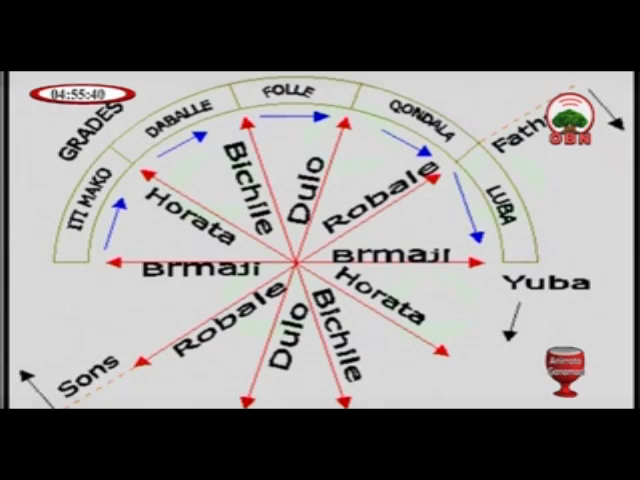 04:55:40
GRADES
ITI MAKO
DABALLE
FOLLE
QONDALA
LUBA
Fath
OBN
Horata
Bichile
Dulo
Robale
Brmaji
Brmaji
Yuba
Robale
Dulo
Bichile
Horata
Sons